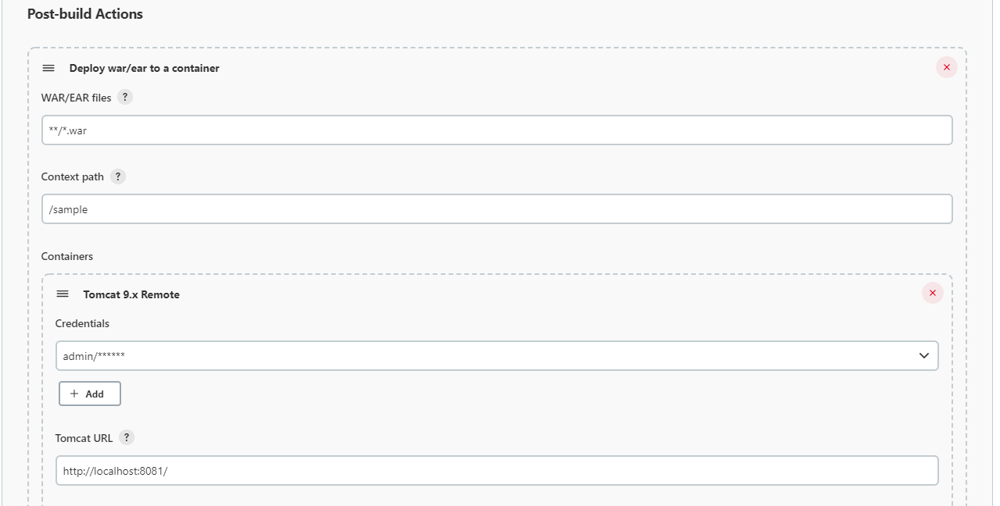 Post-build Actions
Deploy war/ear to a container
WAR/EAR files ?
**/*.war
Context path ?
/sample
Containers
Tomcat 9.x Remote
Credentials
admin/******
+ Add
Tomcat URL ?
http://localhost:8081/